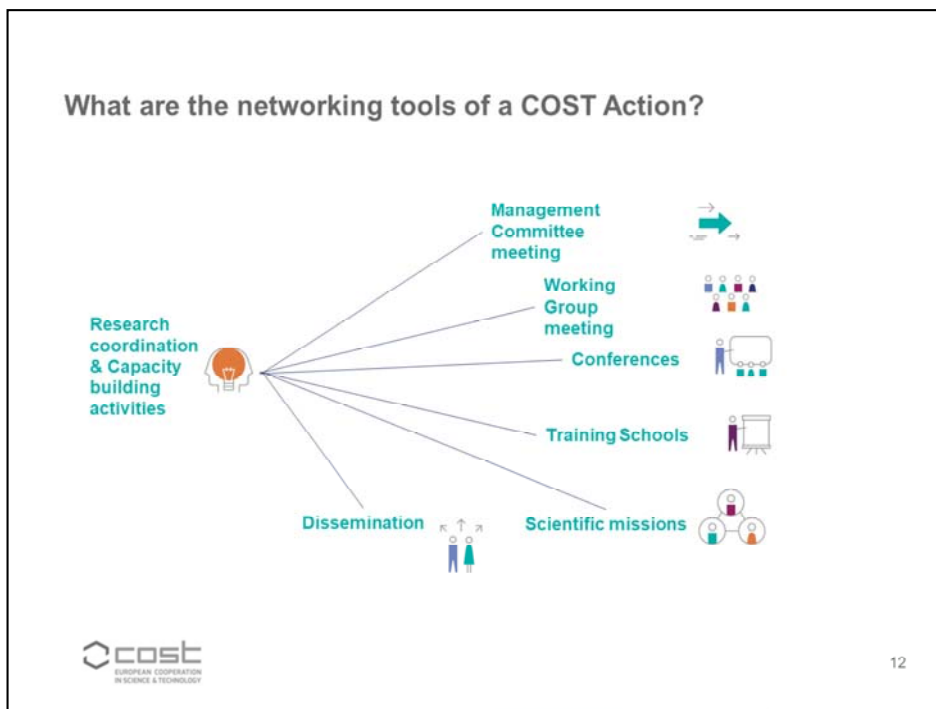 What are the networking tools of a COST Action?
Management
Committee
meeting
Working
Group
meeting
Research
coordination
& Capacity
building
activities
Conferences
Training Schools
Dissemination
Scientific missions
cost
EUROPEAN COOPERATION
IN SCIENCE & TECHNOLOGY
12